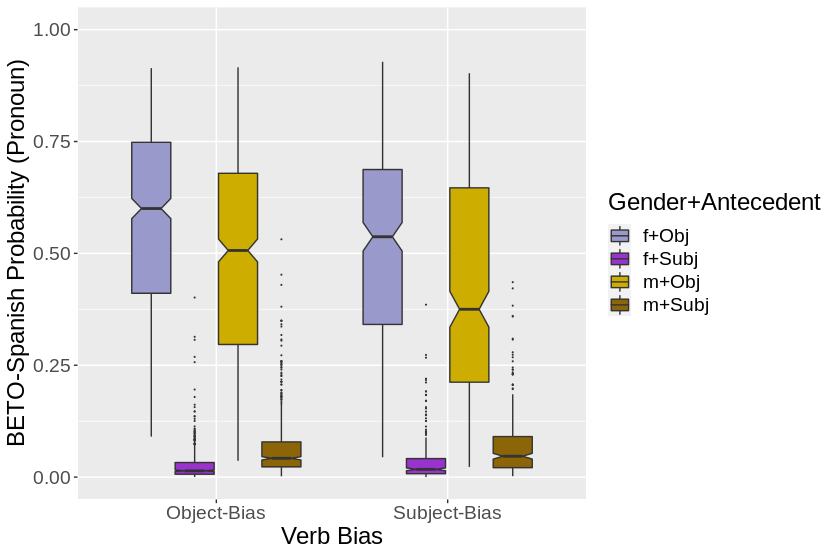 BETO-Spanish Probability (Pronoun)
1.00
0.75
0.50
0.25
0.00
Object-Bias
Subject-Bias
Verb Bias
Gender+Antecedent
f+Obj
f+Subj
m+Obj
m+Subj